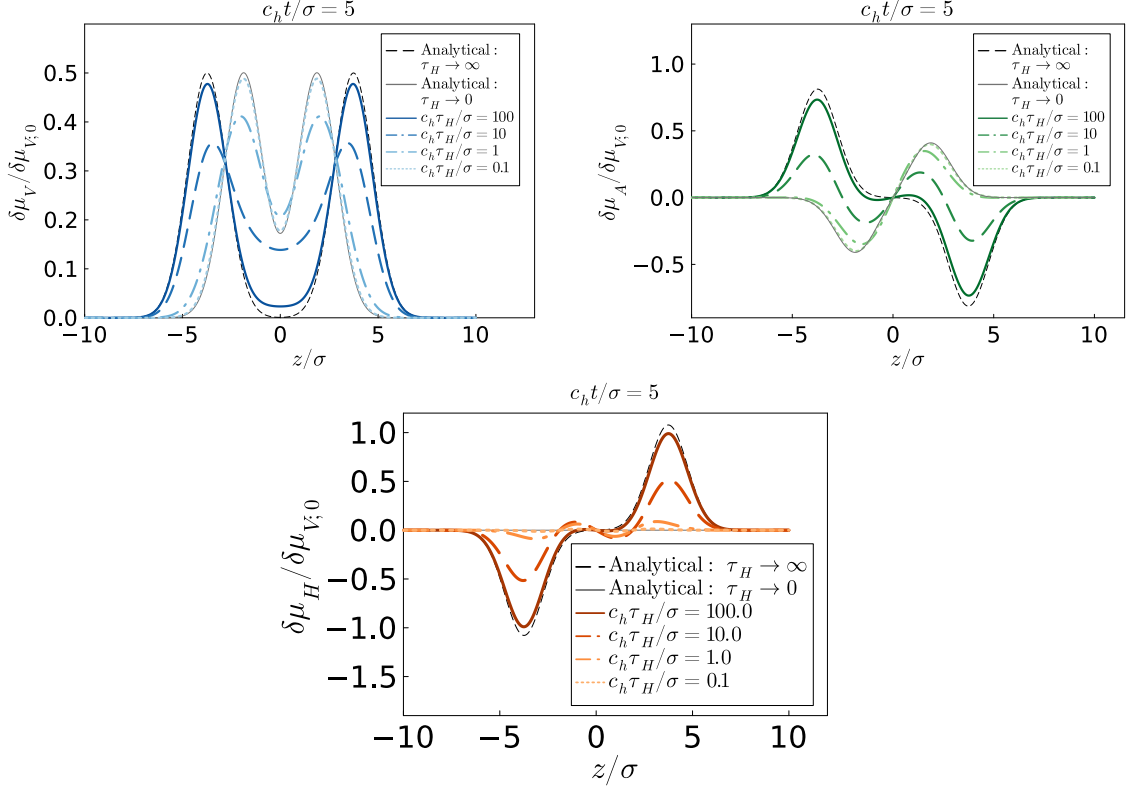 c_h t/σ = 5
δμ_V/δμ_{V;0}
0.5
0.4
0.3
0.2
0.1
0.0
−10
−5
0
5
10
z/σ
Analytical :
τ_H → ∞
Analytical :
τ_H → 0
c_h τ_H/σ = 100
c_h τ_H/σ = 10
c_h τ_H/σ = 1
c_h τ_H/σ = 0.1
c_h t/σ = 5
δμ_A/δμ_{V;0}
1.0
0.5
0.0
−0.5
−10
−5
0
5
10
z/σ
Analytical :
τ_H → ∞
Analytical :
τ_H → 0
c_h τ_H/σ = 100
c_h τ_H/σ = 10
c_h τ_H/σ = 1
c_h τ_H/σ = 0.1
c_h t/σ = 5
δμ_H/δμ_{V;0}
1.0
0.5
0.0
−0.5
−1.0
−1.5
−10
−5
0
5
10
z/σ
Analytical : τ_H → ∞
Analytical : τ_H → 0
c_h τ_H/σ = 100.0
c_h τ_H/σ = 10.0
c_h τ_H/σ = 1.0
c_h τ_H/σ = 0.1